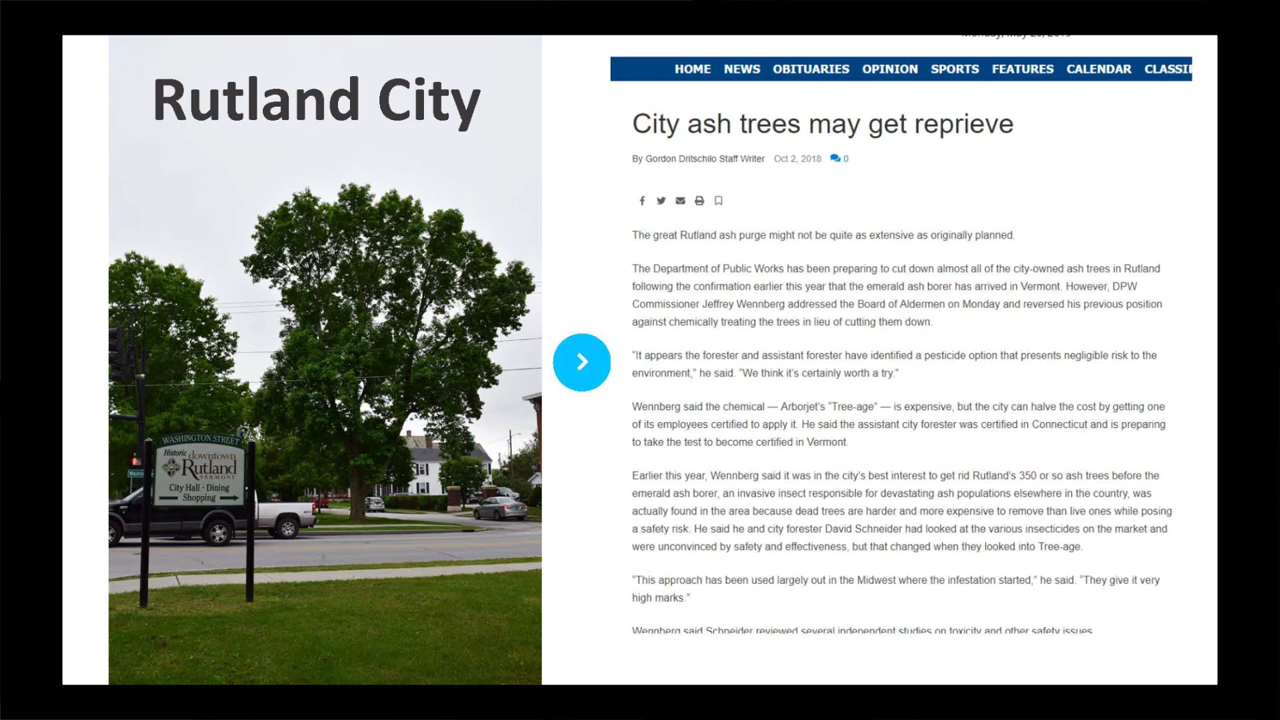 Rutland City
WASHINGTON STREET
Historic downtown
Rutland
VERMONT
City Hall · Dining
Shopping
Monday, May 20, 2019
HOME NEWS OBITUARIES OPINION SPORTS FEATURES CALENDAR CLASSI
City ash trees may get reprieve
By Gordon Dritschilo Staff Writer Oct 2, 2018 0
The great Rutland ash purge might not be quite as extensive as originally planned.
The Department of Public Works has been preparing to cut down almost all of the city-owned ash trees in Rutland
following the confirmation earlier this year that the emerald ash borer has arrived in Vermont. However, DPW
Commissioner Jeffrey Wennberg addressed the Board of Aldermen on Monday and reversed his previous position
against chemically treating the trees in lieu of cutting them down.
“It appears the forester and assistant forester have identified a pesticide option that presents negligible risk to the
environment,” he said. “We think it’s certainly worth a try.”
Wennberg said the chemical — Arborjet’s “Tree-age” — is expensive, but the city can halve the cost by getting one
of its employees certified to apply it. He said the assistant city forester was certified in Connecticut and is preparing
to take the test to become certified in Vermont.
Earlier this year, Wennberg said it was in the city’s best interest to get rid Rutland’s 350 or so ash trees before the
emerald ash borer, an invasive insect responsible for devastating ash populations elsewhere in the country, was
actually found in the area because dead trees are harder and more expensive to remove than live ones while posing
a safety risk. He said he and city forester David Schneider had looked at the various insecticides on the market and
were unconvinced by safety and effectiveness, but that changed when they looked into Tree-age.
“This approach has been used largely out in the Midwest where the infestation started,” he said. “They give it very
high marks.”
Wennberg said Schneider reviewed several independent studies on toxicity and other safety issues